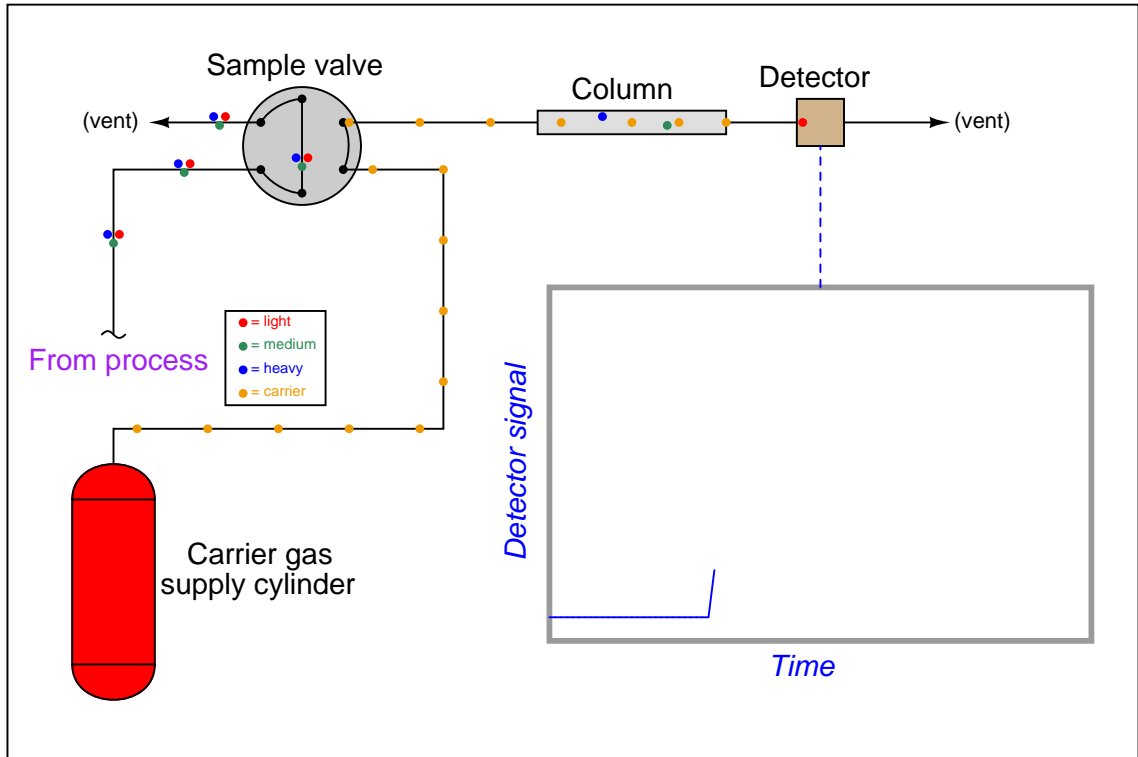 Sample valve
Column
Detector
(vent)
(vent)
= light
= medium
= heavy
= carrier
From process
Detector signal
Carrier gas
supply cylinder
Time